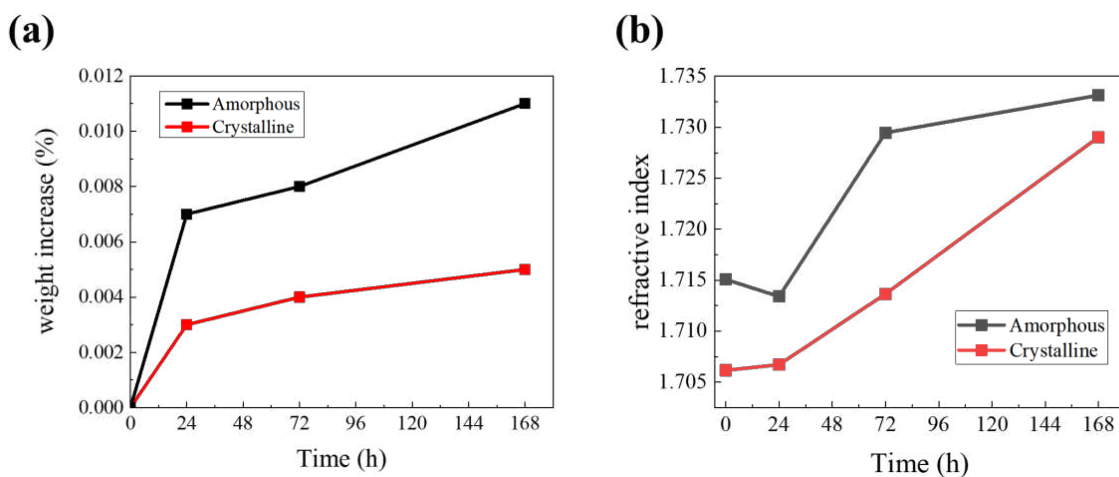 (a)
weight increase (%)
0.012
0.010
0.008
0.006
0.004
0.002
0.000
Amorphous
Crystalline
0 24 48 72 96 120 144 168
Time (h)
(b)
refractive index
1.735
1.730
1.725
1.720
1.715
1.710
1.705
Amorphous
Crystalline
0 24 48 72 96 120 144 168
Time (h)